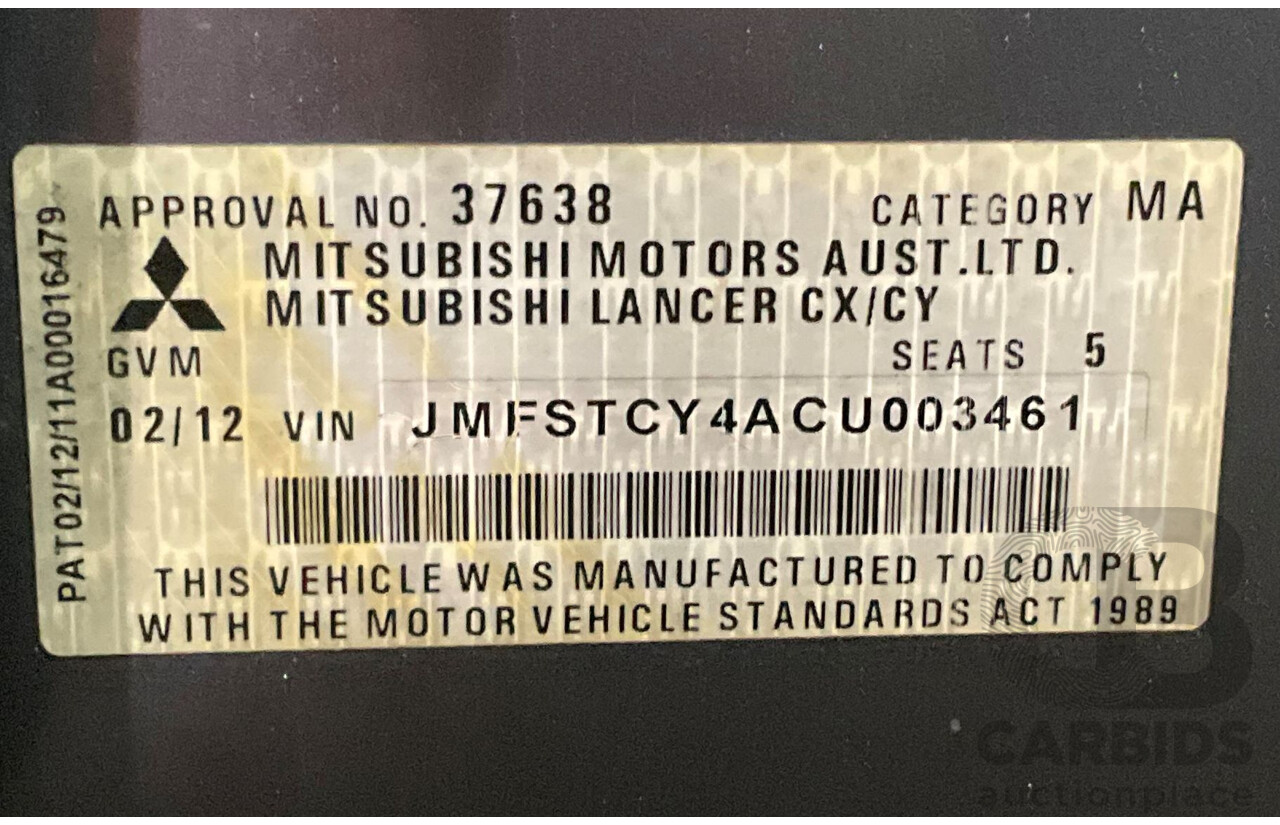 APPROVAL NO. 37638 CATEGORY MA
MITSUBISHI MOTORS AUST.LTD.
MITSUBISHI LANCER CX/CY
GVM SEATS 5
02/12 VIN JMFSTCY4ACU003461
THIS VEHICLE WAS MANUFACTURED TO COMPLY
WITH THE MOTOR VEHICLE STANDARDS ACT 1989
PAT02/12/11A00016479
CARBIDS
auctionplace